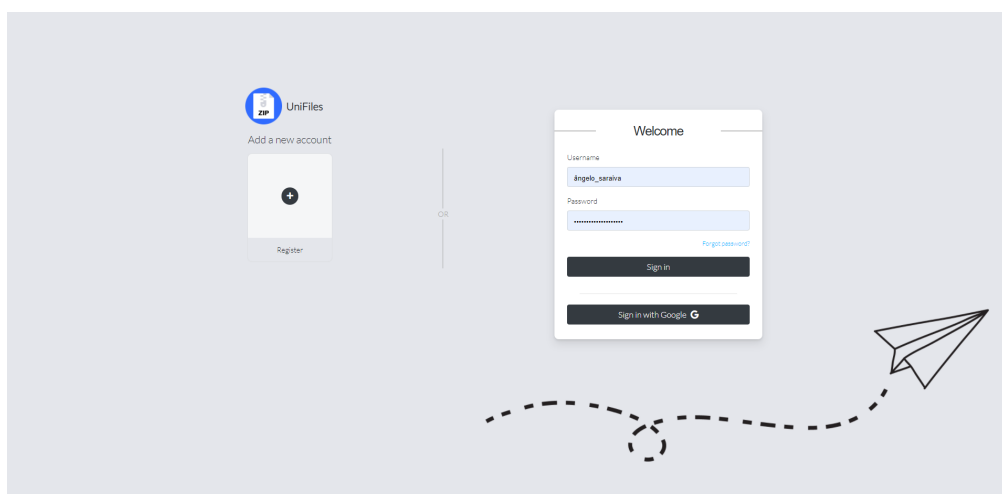 ZIP
UniFiles
Add a new account
Register
OR
Welcome
Username
ângelo_saraiva
Password
Forgot password?
Sign in
Sign in with Google G